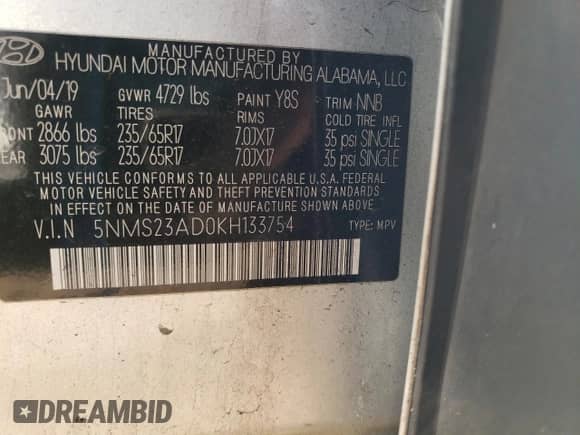 MANUFACTURED BY
HYUNDAI MOTOR MANUFACTURING ALABAMA, LLC
Jun/04/19 GVWR 4729 lbs PAINT Y8S TRIM NNB
GAWR TIRES RIMS COLD TIRE INFL
ONT 2866 lbs 235/65R17 7.0JX17 35 psi SINGLE
EAR 3075 lbs 235/65R17 7.0JX17 35 psi SINGLE
THIS VEHICLE CONFORMS TO ALL APPLICABLE U.S.A. FEDERAL
MOTOR VEHICLE SAFETY AND THEFT PREVENTION STANDARDS
IN EFFECT ON THE DATE OF MANUFACTURE SHOWN ABOVE.
V.I.N 5NMS23AD0KH133754 TYPE: MPV
DREAMBID